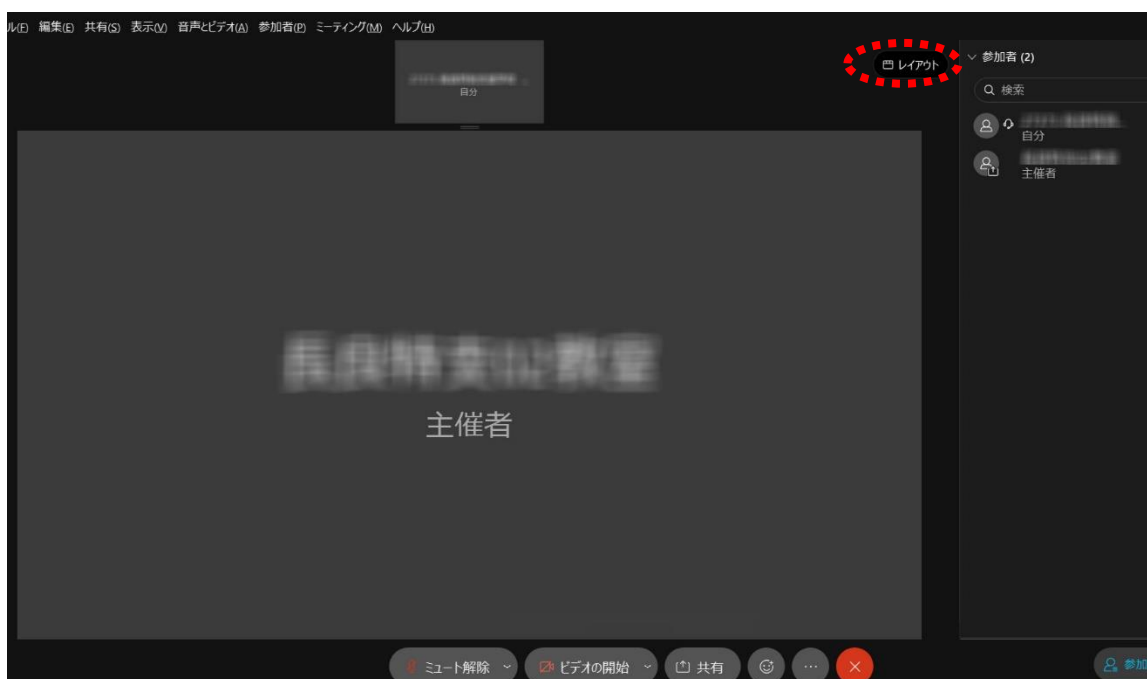 ル(F) 編集(E) 共有(S) 表示(V) 音声とビデオ(A) 参加者(P) ミーティング(M) ヘルプ(H)
自分
レイアウト
参加者 (2)
検索
自分
主催者
主催者
ミュート解除 ビデオの開始 共有
参加